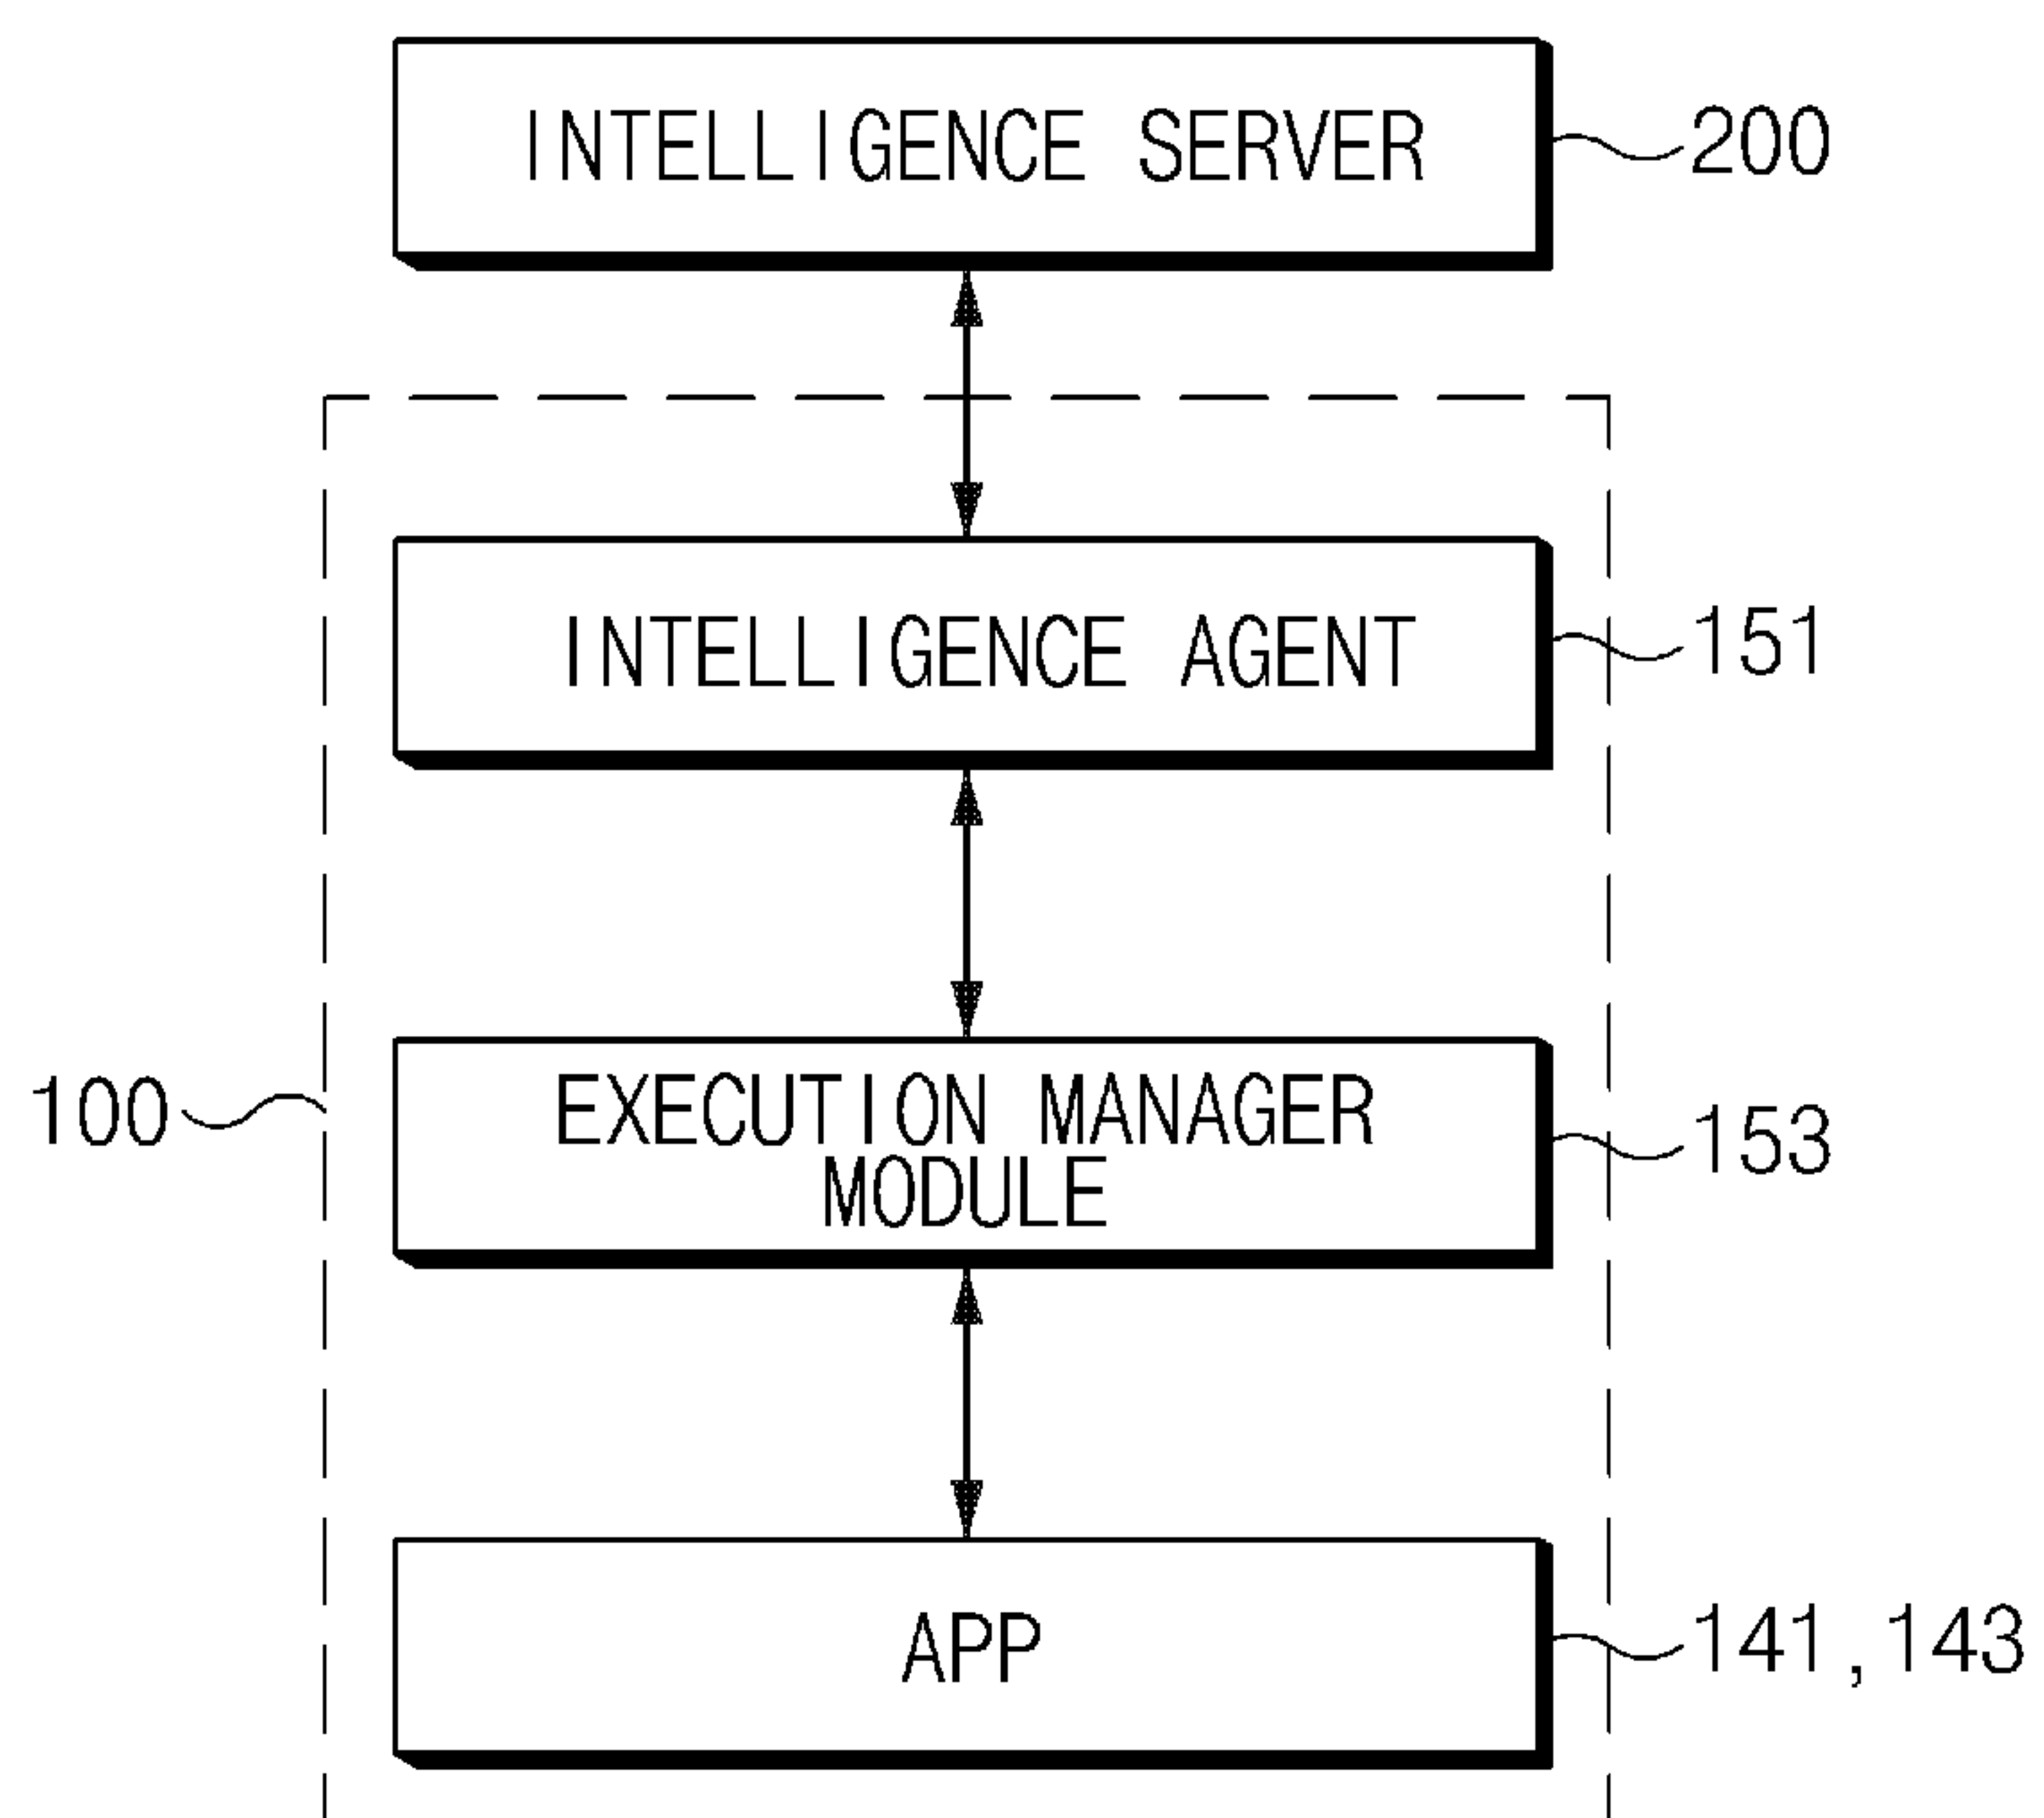 INTELLIGENCE SERVER
200
INTELLIGENCE AGENT
151
100
EXECUTION MANAGER
MODULE
153
APP
141,143